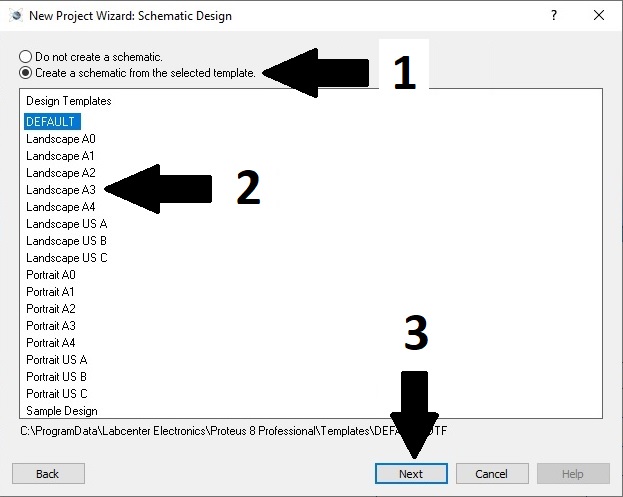 New Project Wizard: Schematic Design
Do not create a schematic.
Create a schematic from the selected template.
1
Design Templates
DEFAULT
Landscape A0
Landscape A1
Landscape A2
Landscape A3
2
Landscape A4
Landscape US A
Landscape US B
Landscape US C
Portrait A0
Portrait A1
Portrait A2
Portrait A3
3
Portrait A4
Portrait US A
Portrait US B
Portrait US C
Sample Design
C:\ProgramData\Labcenter Electronics\Proteus 8 Professional\Templates\
Back
Next
Cancel
Help